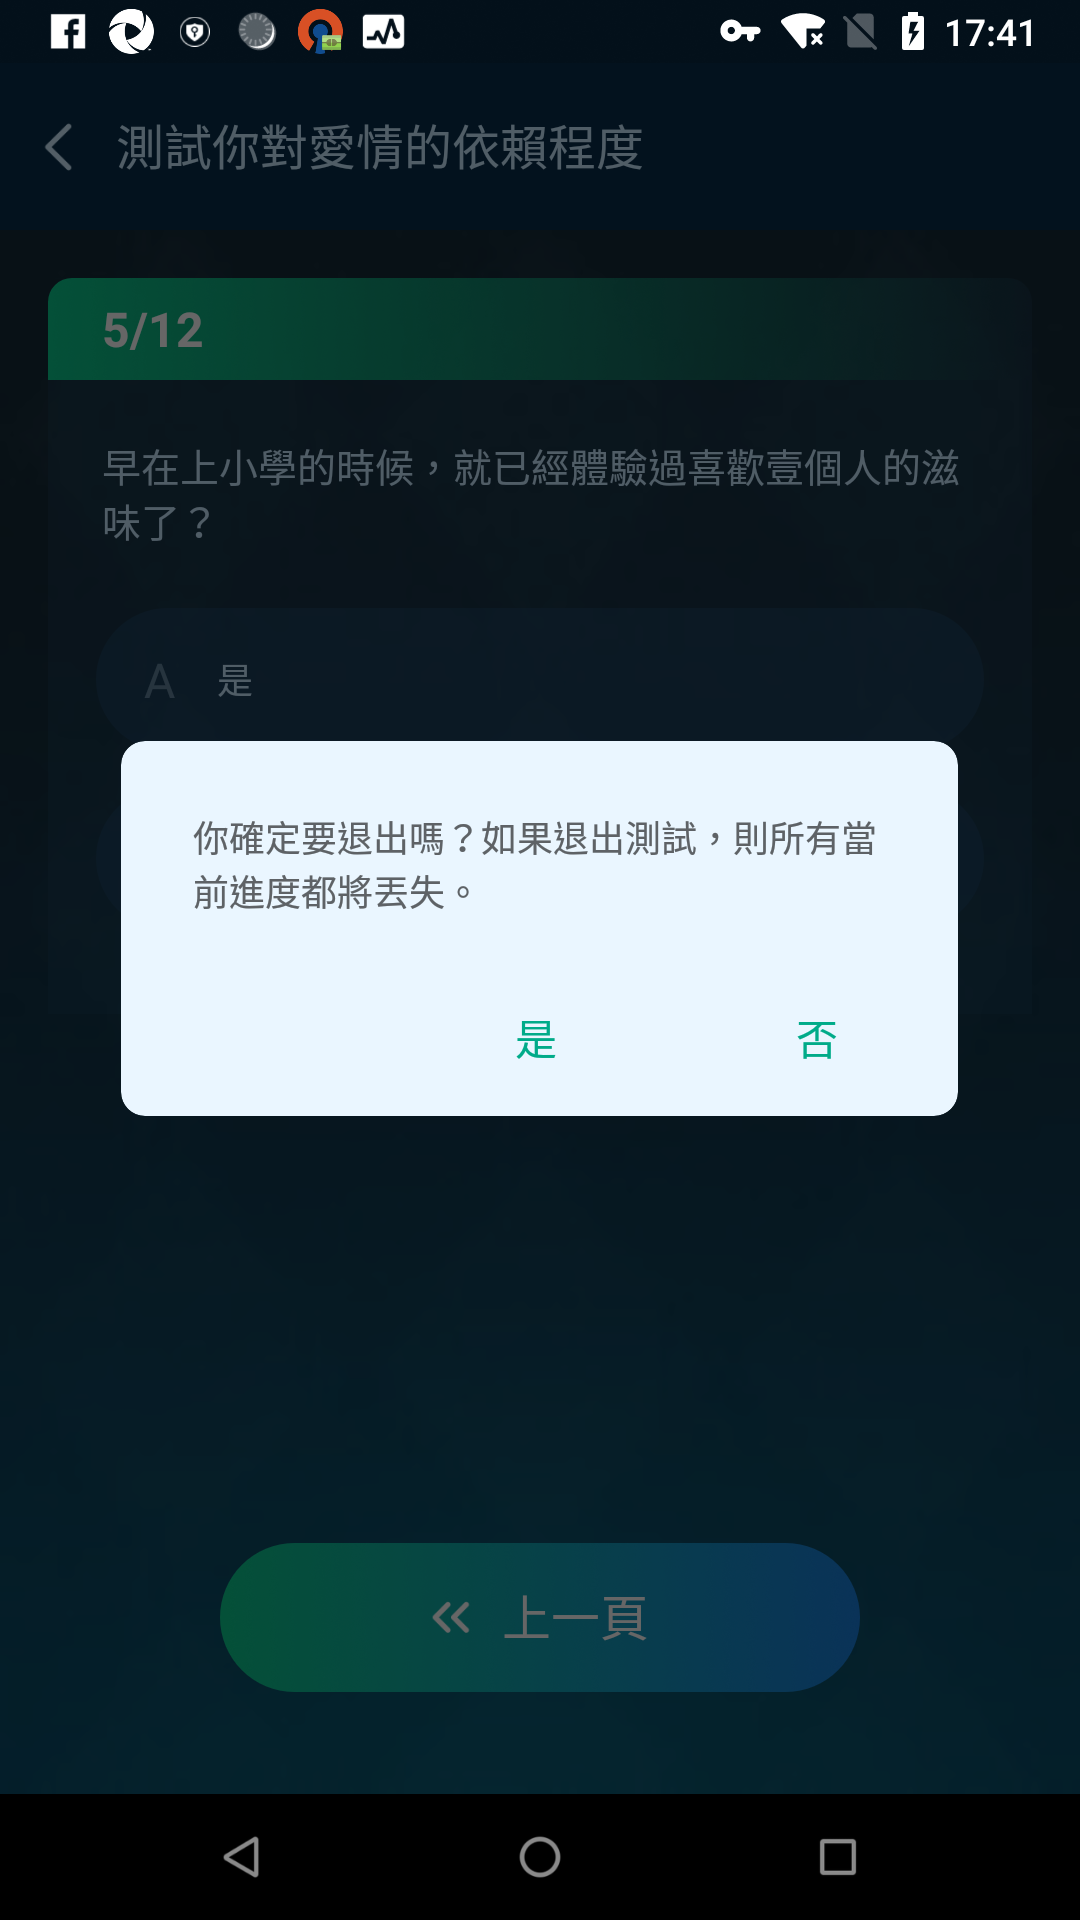 17:41
測試你對愛情的依賴程度
5/12
早在上小學的時候，就已經體驗過喜歡壹個人的滋
味了？
A 是
你確定要退出嗎？如果退出測試，則所有當
前進度都將丟失。
是 否
上一頁